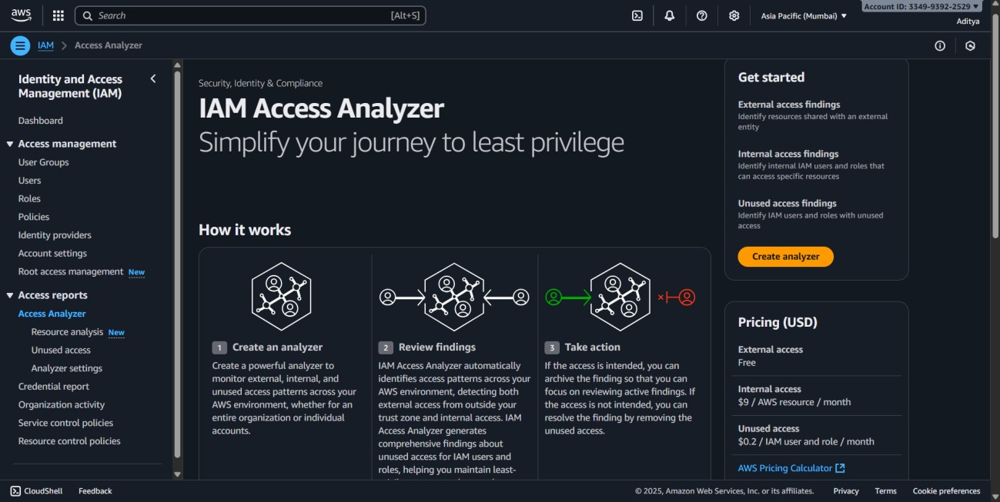 aws
Search
[Alt+S]
Asia Pacific (Mumbai)
Account ID: 3349-9392-2529
Aditya
IAM
Access Analyzer
Identity and Access
Management (IAM)
Dashboard
Access management
User Groups
Users
Roles
Policies
Identity providers
Account settings
Root access management New
Access reports
Access Analyzer
Resource analysis New
Unused access
Analyzer settings
Credential report
Organization activity
Service control policies
Resource control policies
Security, Identity & Compliance
IAM Access Analyzer
Simplify your journey to least privilege
How it works
1 Create an analyzer
Create a powerful analyzer to
monitor external, internal, and
unused access patterns across your
AWS environment, whether for an
entire organization or individual
accounts.
2 Review findings
IAM Access Analyzer automatically
identifies access patterns across your
AWS environment, detecting both
external access from outside your
trust zone and internal access. IAM
Access Analyzer generates
comprehensive findings about
unused access for IAM users and
roles, helping you maintain least-
3 Take action
If the access is intended, you can
archive the finding so that you can
focus on reviewing active findings. If
the access is not intended, you can
resolve the finding by removing the
unused access.
Get started
External access findings
Identify resources shared with an external
entity
Internal access findings
Identify internal IAM users and roles that
can access specific resources
Unused access findings
Identify IAM users and roles with unused
access
Create analyzer
Pricing (USD)
External access
Free
Internal access
$9 / AWS resource / month
Unused access
$0.2 / IAM user and role / month
AWS Pricing Calculator
CloudShell
Feedback
© 2025, Amazon Web Services, Inc. or its affiliates.
Privacy
Terms
Cookie preferences